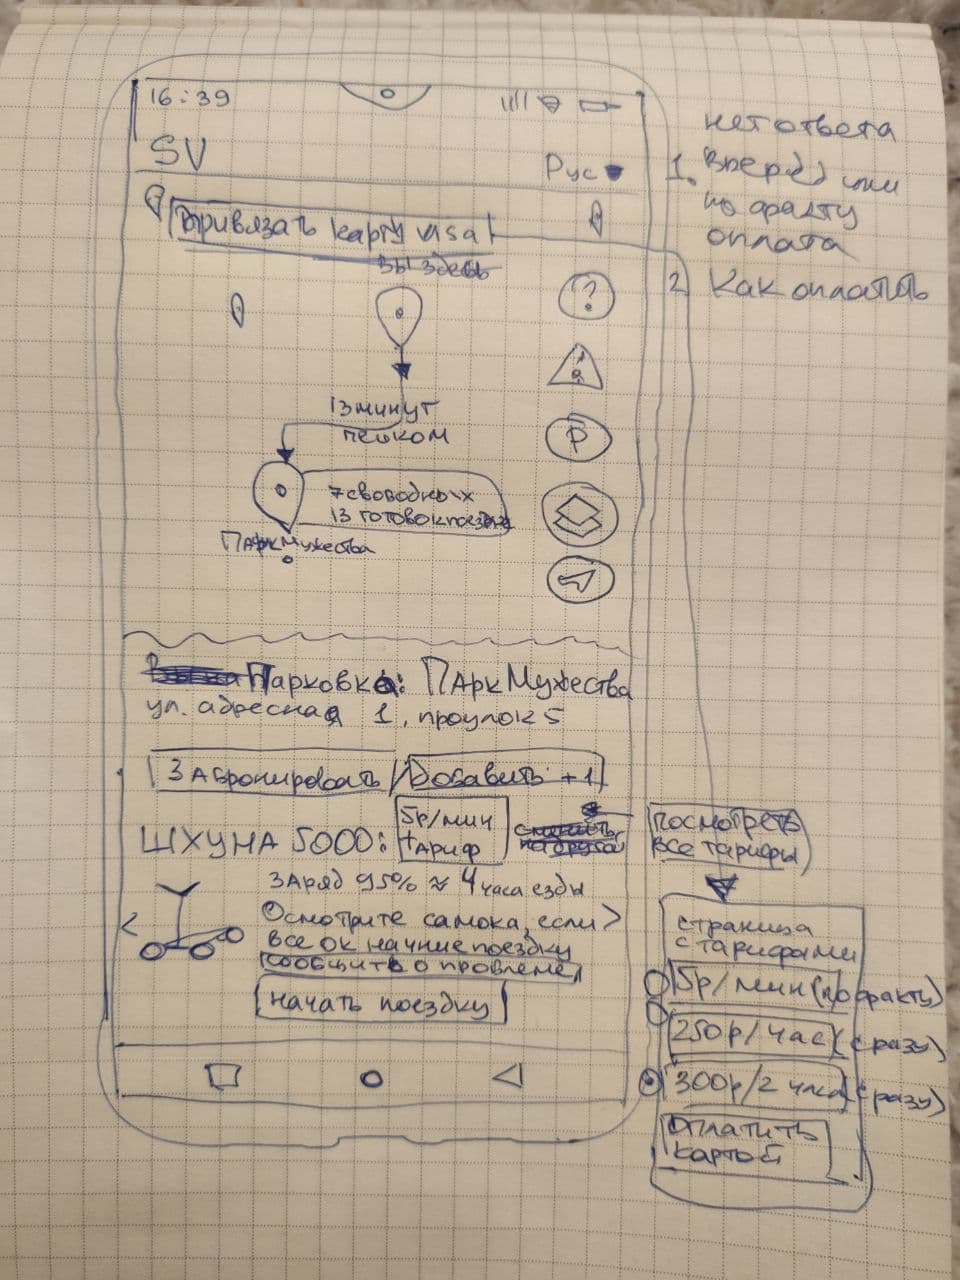 16:39
SV
Рус
Привязать карту visa
вы здесь
?
13 минут
пешком
7 свободных
13 готовок поездке
Парк Мужества
Парковка: Парк Мужества
ул. адресная 1, проулок 5
Забронировать
Добавить +1
ШХУНА 5000:
5р/мин
тариф
Заряд 95% ≈ 4 часа езды
Осмотрите самока, если
все ок начние поездку
сообщить о проблеме
начать поездку
нет ответа
1. Вперед или
по факту
оплата
2) Как оплатить
посмотреть
все тарифы
страница
с тарифами
5р/мин (по факту)
250р/час (сразу)
300р/2 часа (сразу)
оплатить
картой